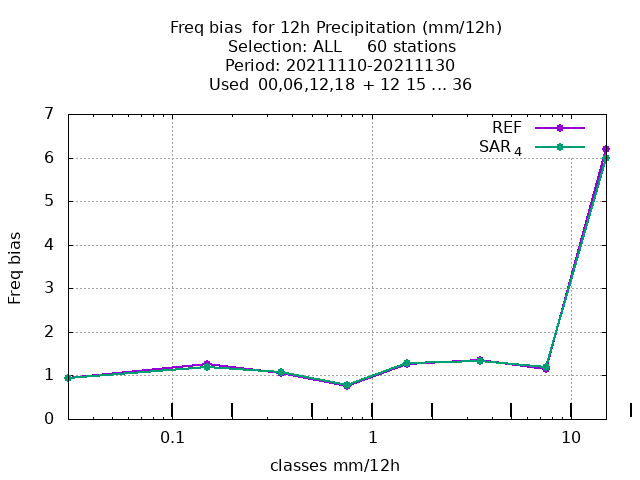 Freq bias  for 12h Precipitation (mm/12h)
Selection: ALL     60 stations
Period: 20211110-20211130
Used  00,06,12,18  + 12 15 ... 36
7
6
5
4
3
2
1
0
Freq bias
REF
SAR 4
0.1
1
10
classes mm/12h